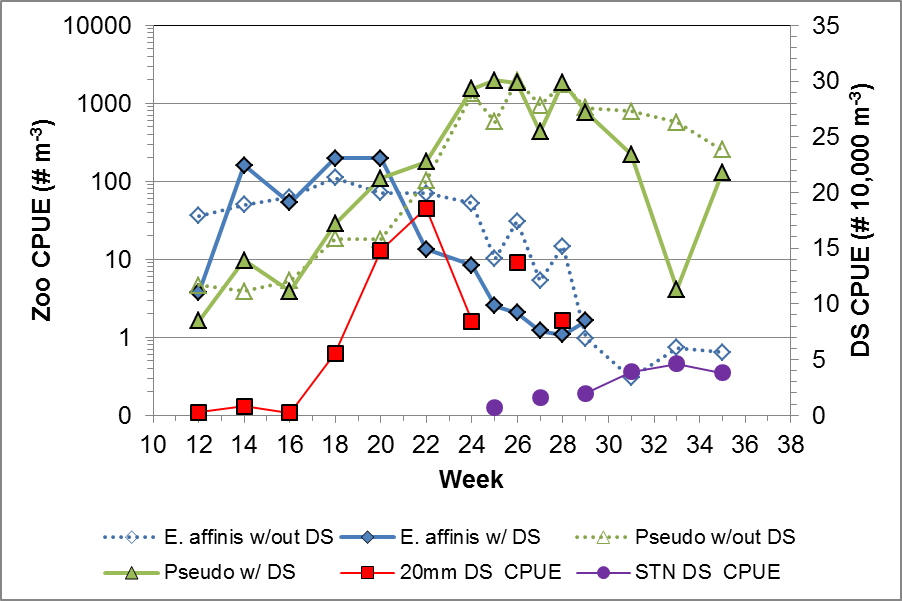 10000
1000
100
10
1
0
Zoo CPUE (# m-3)
35
30
25
20
15
10
5
0
DS CPUE (# 10,000 m-3)
10 12 14 16 18 20 22 24 26 28 30 32 34 36 38
Week
E. affinis w/out DS E. affinis w/ DS Pseudo w/out DS
Pseudo w/ DS 20mm DS CPUE STN DS CPUE